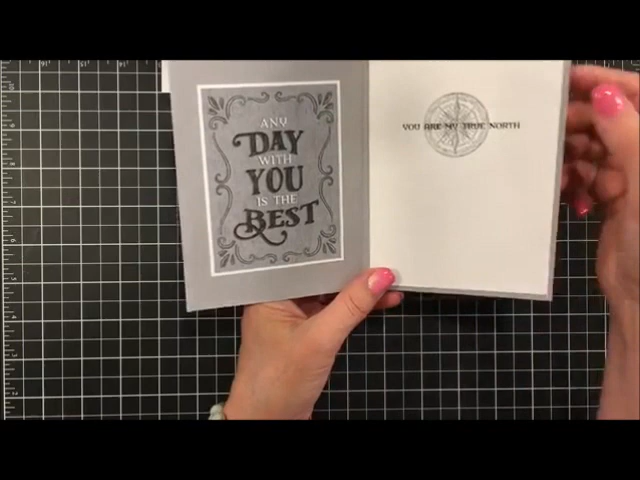 ANY
DAY
WITH
YOU
IS THE
BEST
YOU ARE MY TRUE NORTH